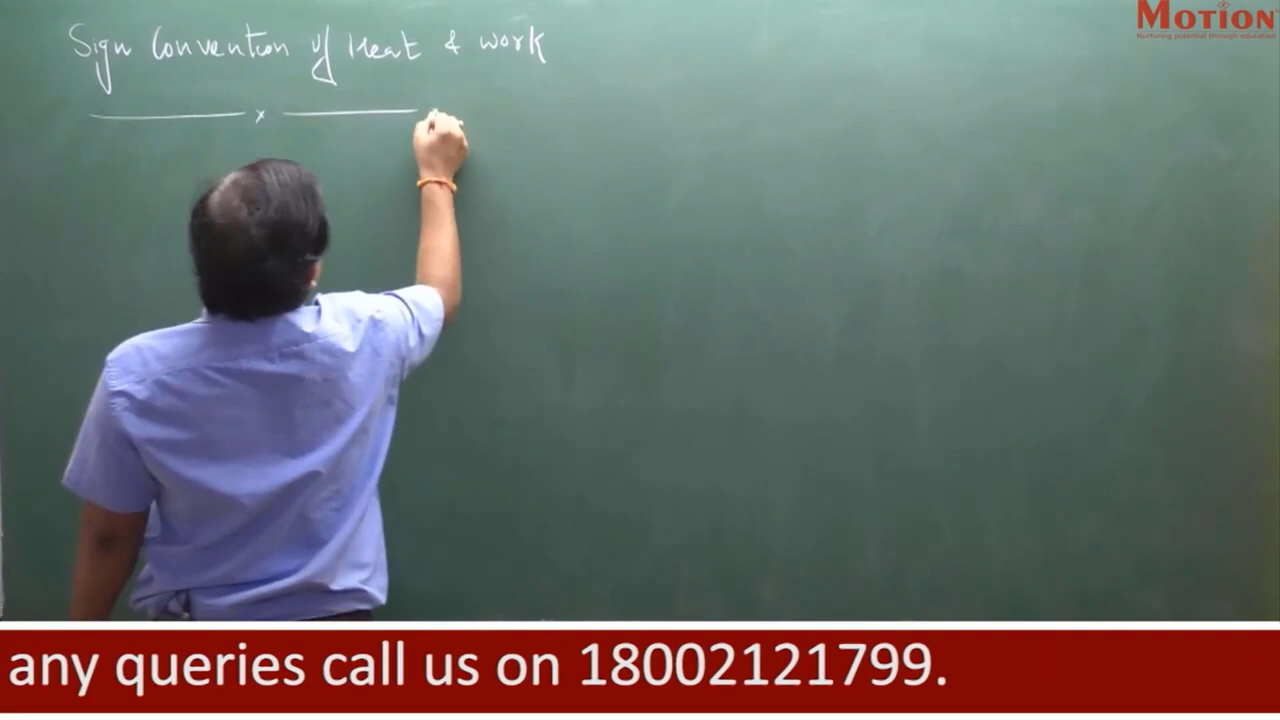 Sign Convention of Heat & work
MOTION
Nurturing potential through education
any queries call us on 18002121799.